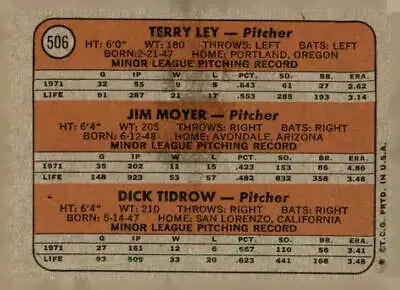 506
TERRY LEY — Pitcher
HT: 6'0" WT: 180 THROWS: LEFT BATS: LEFT
BORN: 2-21-47 HOME: PORTLAND, OREGON
MINOR LEAGUE PITCHING RECORD
G IP W L PCT. SO. BB. ERA.
1971 32 55 9 5 .643 61 27 2.62
LIFE 91 287 21 17 .553 285 193 3.14
JIM MOYER — Pitcher
HT: 6'4" WT: 205 THROWS: RIGHT BATS: RIGHT
BORN: 6-12-48 HOME: AVONDALE, ARIZONA
MINOR LEAGUE PITCHING RECORD
G IP W L PCT. SO. BB. ERA.
1971 35 202 11 15 .423 153 86 4.86
LIFE 148 923 53 57 .482 832 358 3.48
DICK TIDROW — Pitcher
HT: 6'4" WT: 210 THROWS: RIGHT BATS: RIGHT
BORN: 5-14-47 HOME: SAN LORENZO, CALIFORNIA
MINOR LEAGUE PITCHING RECORD
G IP W L PCT. SO. BB. ERA.
1971 27 161 12 6 .667 110 56 3.41
LIFE 93 509 33 20 .623 441 168 3.48
©T.C.G. PRTD. IN U.S.A.